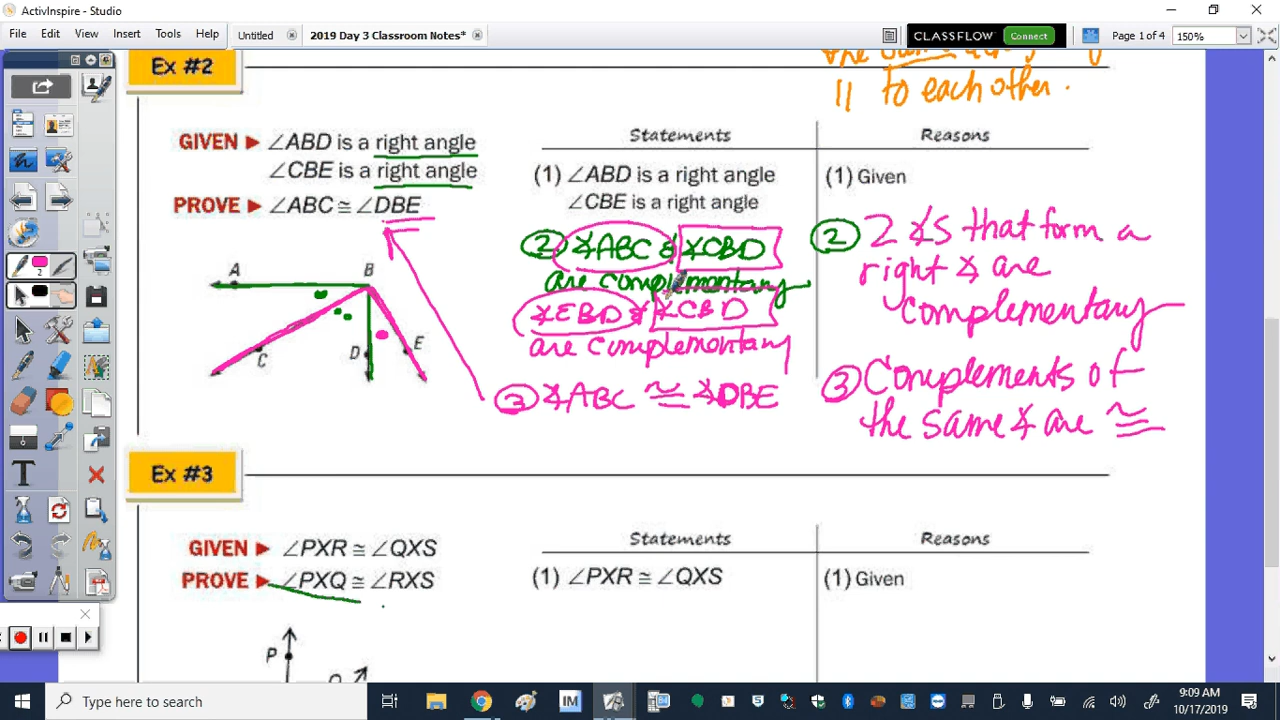 ActivInspire - Studio
File Edit View Insert Tools Help
Untitled
2019 Day 3 Classroom Notes*
CLASSFLOW Connect
Page 1 of 4
150%
Ex #2
|| to each other.
GIVEN ▶ ∠ABD is a right angle
∠CBE is a right angle
PROVE ▶ ∠ABC ≅ ∠DBE
A
B
C
D
E
Statements
Reasons
(1) ∠ABD is a right angle
∠CBE is a right angle
(1) Given
② ∡ABC & ∡CBD
are complementary
∡EBD & ∡CBD
are complementary
③ ∡ABC ≅ ∡DBE
② 2 ∡s that form a
right ∡ are
complementary
③ Complements of
the same ∡ are ≅
Ex #3
GIVEN ▶ ∠PXR ≅ ∠QXS
PROVE ▶ ∠PXQ ≅ ∠RXS
Statements
Reasons
(1) ∠PXR ≅ ∠QXS
(1) Given
P
2
T
Type here to search
IM
9:09 AM
10/17/2019